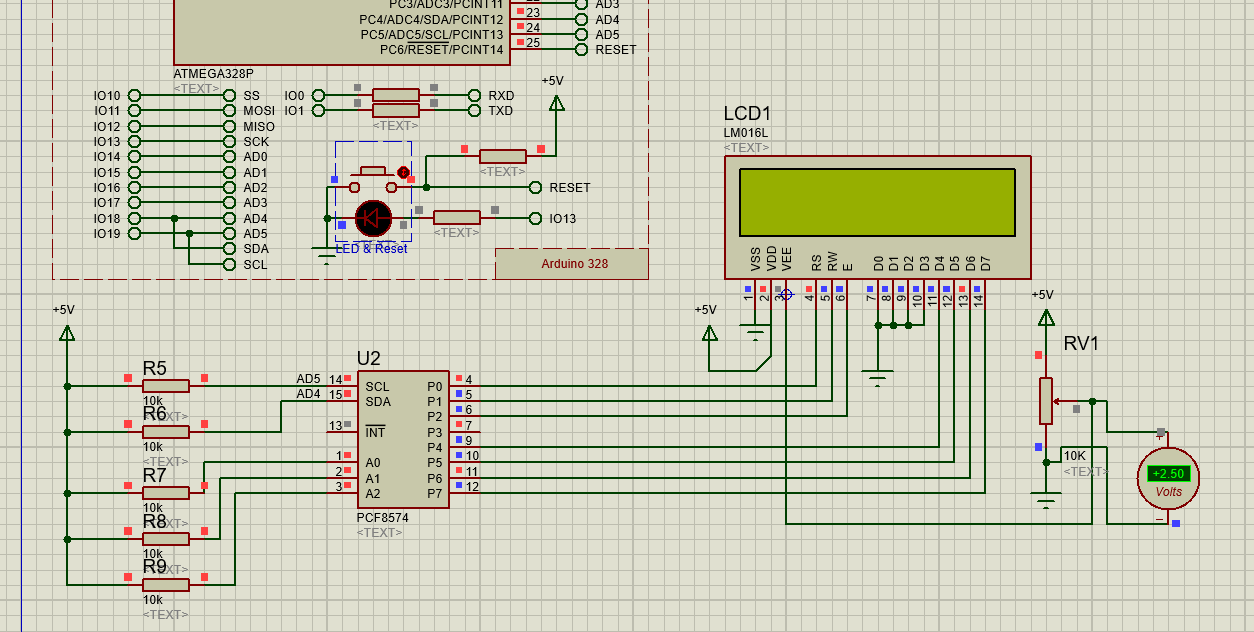 PC3/ADC3/PCINT11 AD3
PC4/ADC4/SDA/PCINT12 23 AD4
PC5/ADC5/SCL/PCINT13 24 AD5
PC6/RESET/PCINT14 25 RESET
ATMEGA328P
<TEXT>
+5V
IO10 SS IO0 RXD
IO11 MOSI IO1 TXD
IO12 MISO <TEXT>
IO13 SCK
IO14 AD0
IO15 AD1 <TEXT>
IO16 AD2 RESET
IO17 AD3
IO18 AD4 IO13
IO19 AD5 <TEXT>
SDA LED & Reset
SCL Arduino 328
LCD1
LM016L
<TEXT>
VSS VDD VEE RS RW E D0 D1 D2 D3 D4 D5 D6 D7
1 2 3 4 5 6 7 8 9 10 11 12 13 14
+5V +5V +5V
RV1
U2
R5 AD5 14 SCL P0 4
10k AD4 15 SDA P1 5
<TEXT> P2 6
R6 13 INT P3 7
10k P4 9 10K
<TEXT> 1 A0 P5 10 <TEXT>
R7 2 A1 P6 11 +
3 A2 P7 12 +2.50
10k Volts
<TEXT> PCF8574 −
R8 <TEXT>
10k
<TEXT>
R9
10k
<TEXT>